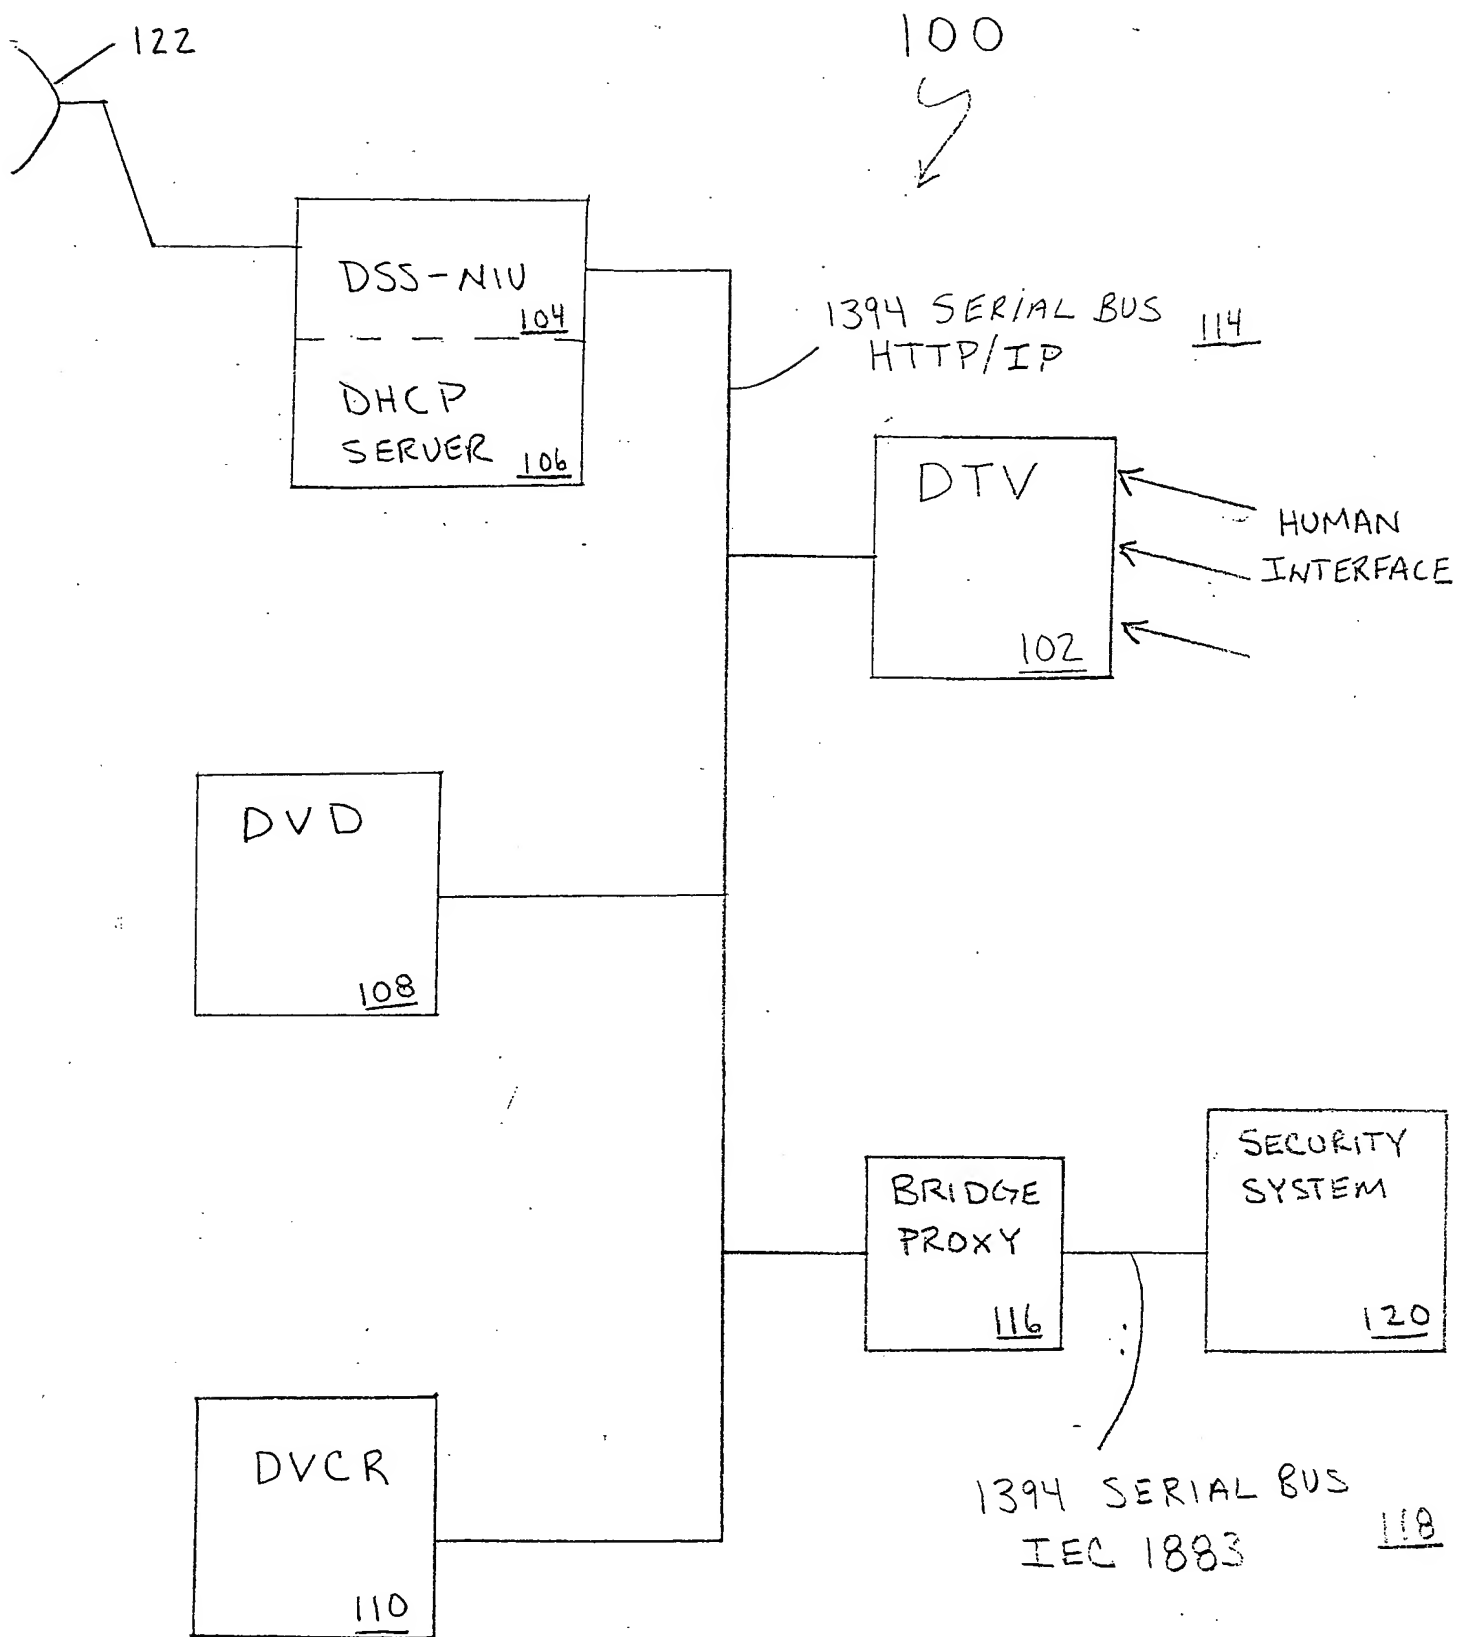 122
100
DSS-NIU
104
DHCP
SERVER
106
1394 SERIAL BUS
HTTP/IP
114
DTV
102
HUMAN
INTERFACE
DVD
108
BRIDGE
PROXY
116
SECURITY
SYSTEM
120
DVCR
110
1394 SERIAL BUS
IEC 1883
118